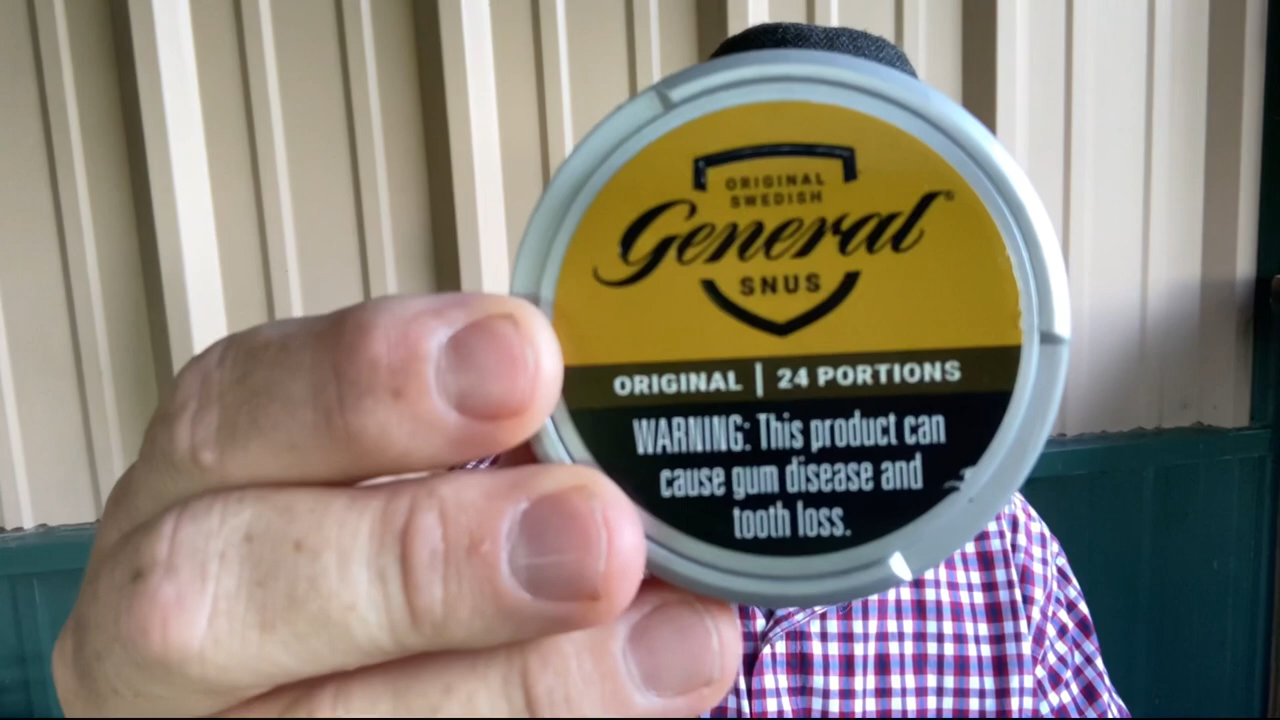 ORIGINAL
SWEDISH
General®
SNUS
ORIGINAL | 24 PORTIONS
WARNING: This product can
cause gum disease and
tooth loss.